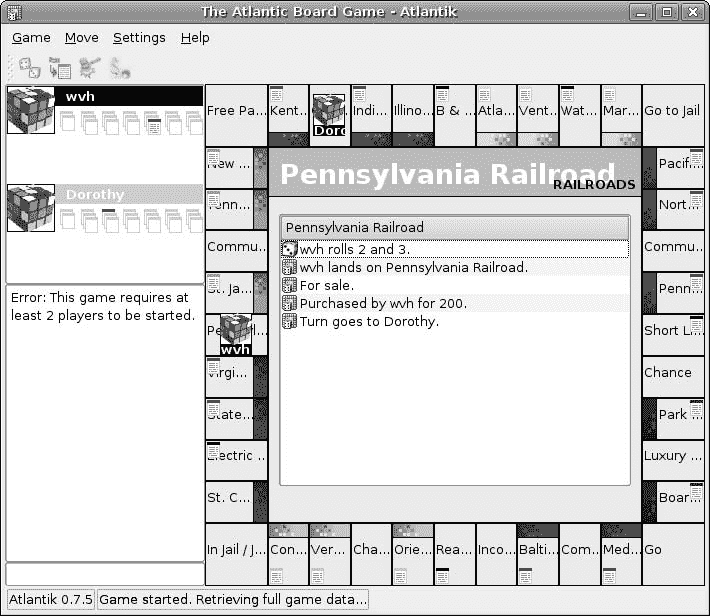 The Atlantic Board Game - Atlantik
Game Move Settings Help
wvh
Dorothy
Error: This game requires at
least 2 players to be started.
Free Pa...
Kent...
Dorc
Indi...
Illino...
B & ...
Atla...
Vent...
Wat...
Mar...
Go to Jail
New ...
Tenn...
Commu...
St. Ja...
wvh
Virgi...
State...
Electric ...
St. C...
Pennsylvania Railroad
RAILROADS
Pennsylvania Railroad
wvh rolls 2 and 3.
wvh lands on Pennsylvania Railroad.
For sale.
Purchased by wvh for 200.
Turn goes to Dorothy.
Pacif...
Nort...
Commu...
Penn...
Short L...
Chance
Park ...
Luxury ...
Boar...
In Jail / J...
Con...
Ver...
Cha...
Orie...
Rea...
Inco...
Balti...
Com...
Med...
Go
Atlantik 0.7.5
Game started. Retrieving full game data...